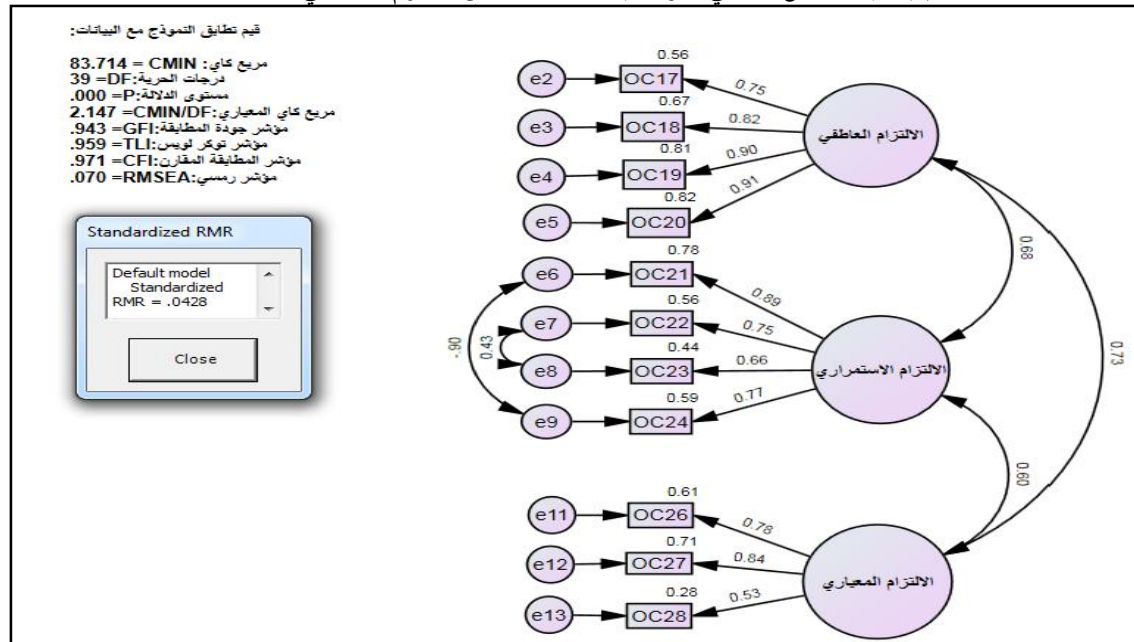 قيم تطابق النموذج مع البيانات:
مربع كاي: CMIN = 83.714
درجات الحرية:DF= 39
مستوى الدلالة:P= .000
مربع كاي المعياري:CMIN/DF= 2.147
مؤشر جودة المطابقة:GFI= .943
مؤشر توكر لويس:TLI= .959
مؤشر المطابقة المقارن:CFI= .971
مؤشر رمسي:RMSEA= .070
Standardized RMR
Default model
Standardized
RMR = .0428
Close
0.56
e2 OC17 0.75
0.67
e3 OC18 0.82
0.81
e4 OC19 0.90
0.82
e5 OC20 0.91
الالتزام العاطفي
0.78
e6 OC21 0.89
0.56
e7 OC22 0.75
0.44
e8 OC23 0.66
0.59
e9 OC24 0.77
-.90
0.43
الالتزام الاستمراري
0.68
0.73
0.60
0.61
e11 OC26 0.78
0.71
e12 OC27 0.84
0.28
e13 OC28 0.53
الالتزام المعياري